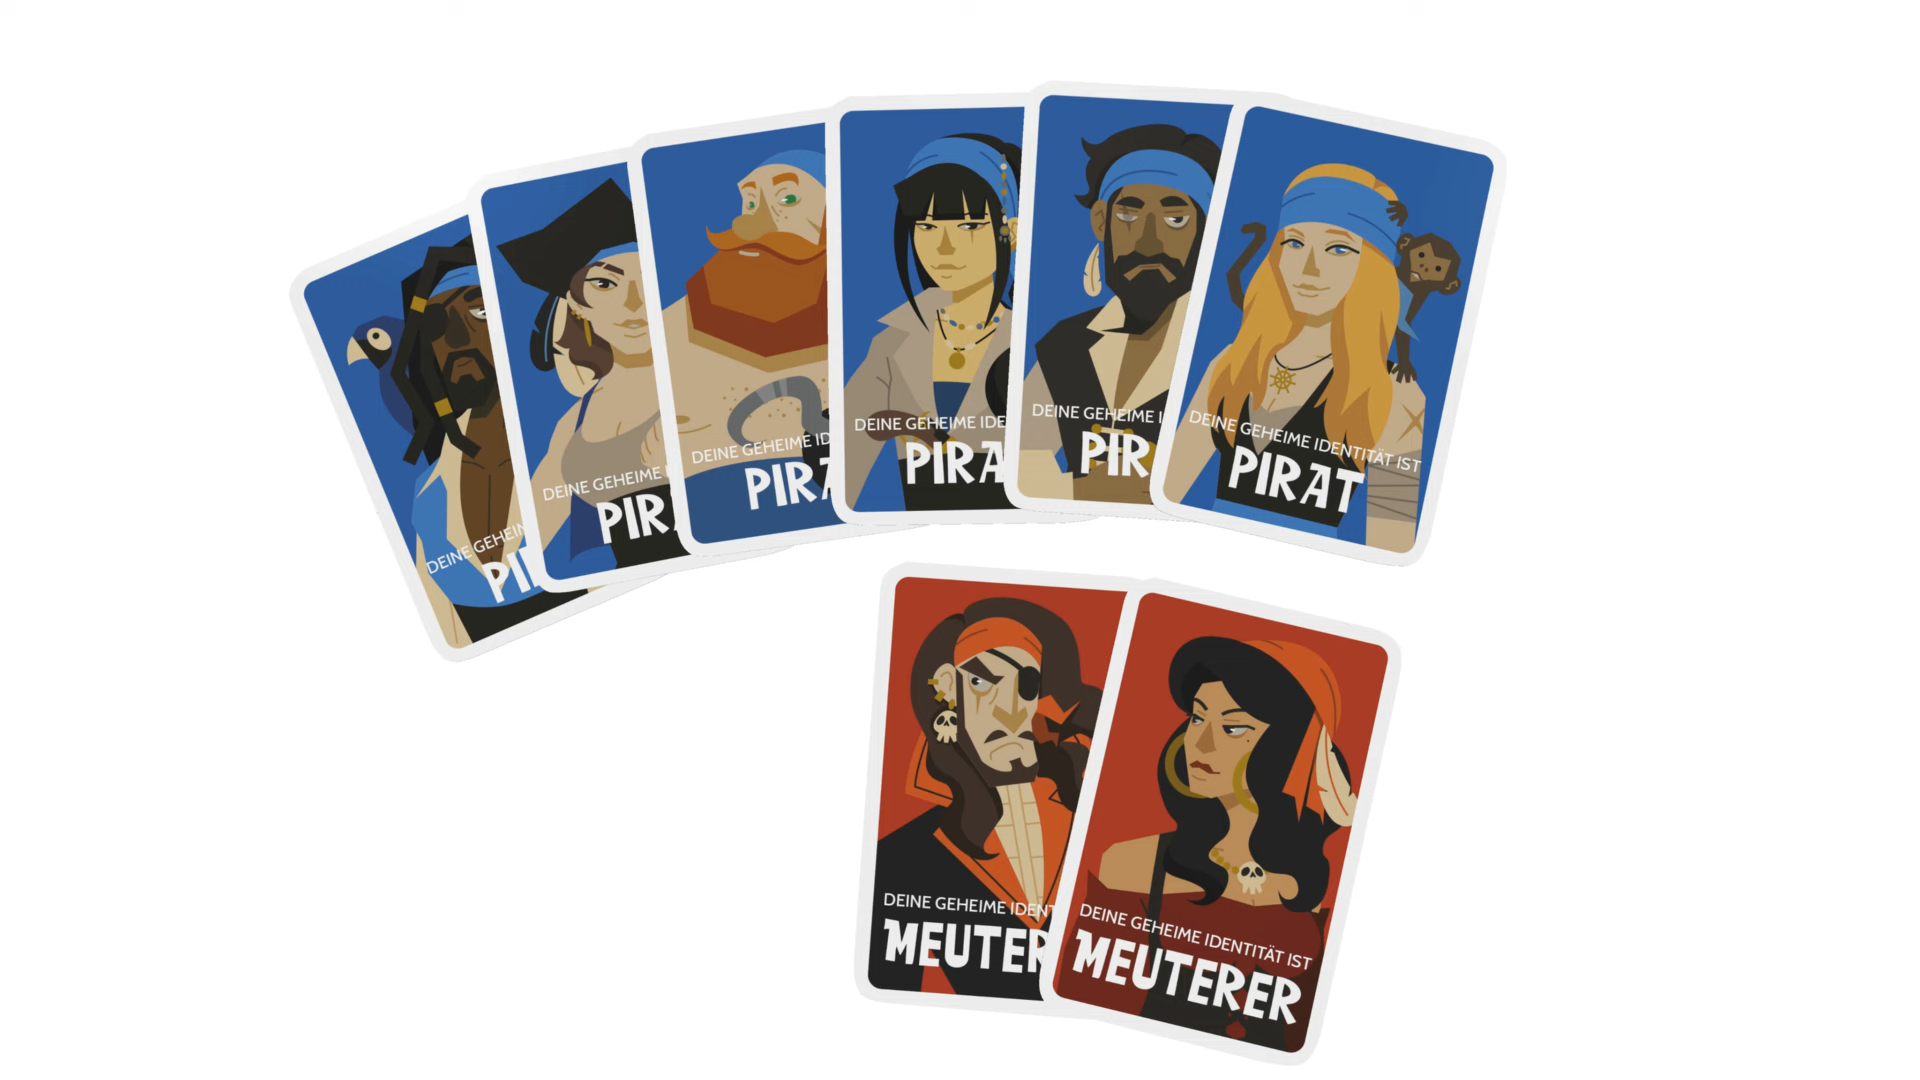 DEINE GEHEIM
PI
DEINE GEHEIME I
PIRA
DEINE GEHEIME ID
PIRA
DEINE GEHEIME IDE
PIRA
DEINE GEHEIME I
PIR
DEINE GEHEIME IDENTITÄT IST
PIRAT
DEINE GEHEIME IDENT
MEUTER
DEINE GEHEIME IDENTITÄT IST
MEUTERER